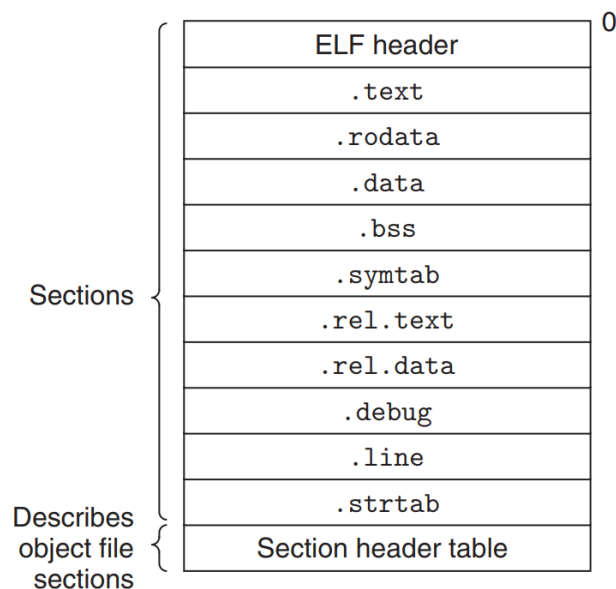 0
ELF header
.text
.rodata
.data
.bss
.symtab
Sections
.rel.text
.rel.data
.debug
.line
.strtab
Describes
object file
sections
Section header table